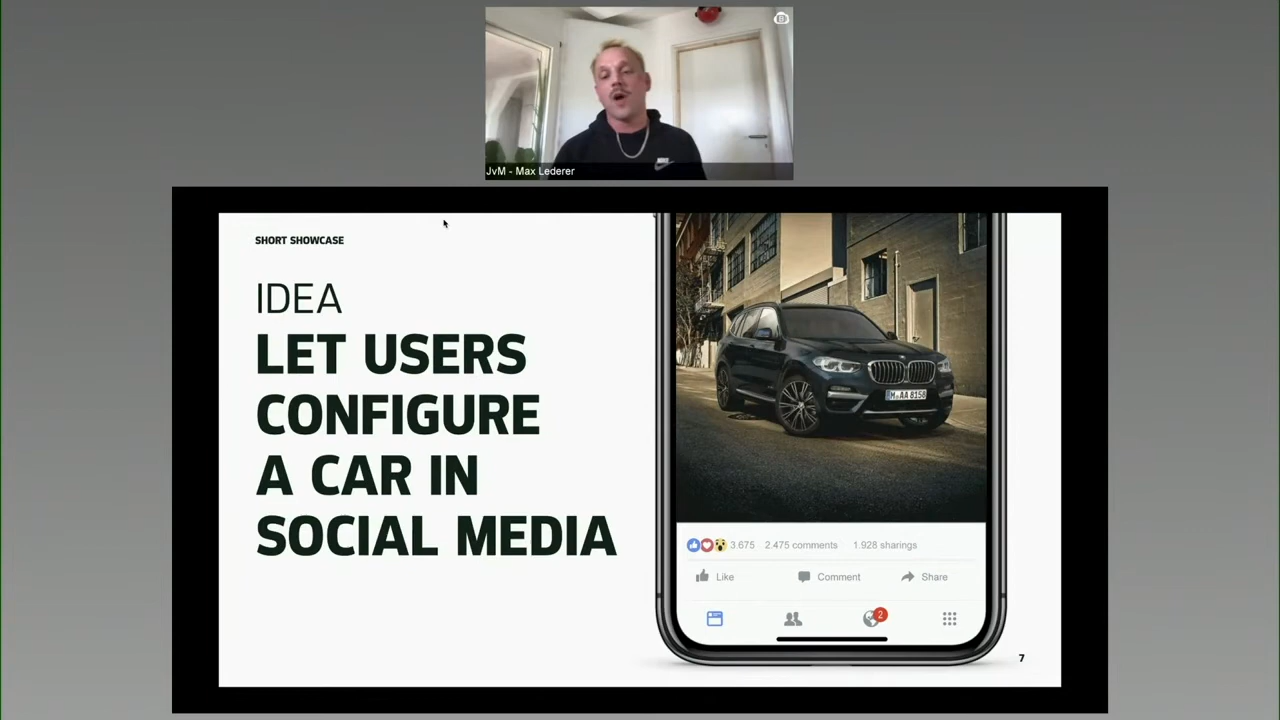 JvM - Max Lederer
SHORT SHOWCASE
IDEA
LET USERS
CONFIGURE
A CAR IN
SOCIAL MEDIA
M AA 8150
3.675 2.475 comments 1.928 sharings
Like Comment Share
2
7